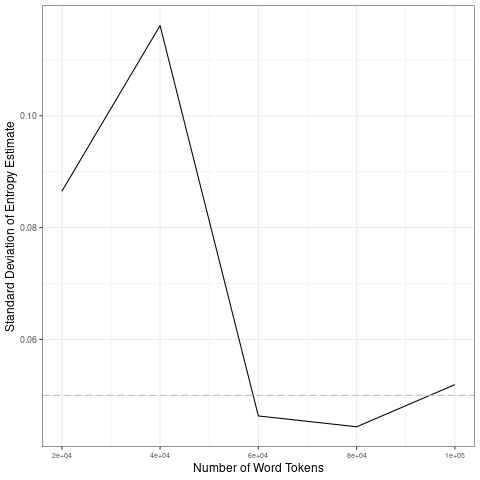 Standard Deviation of Entropy Estimate
0.10
0.08
0.06
2e+04 4e+04 6e+04 8e+04 1e+05
Number of Word Tokens